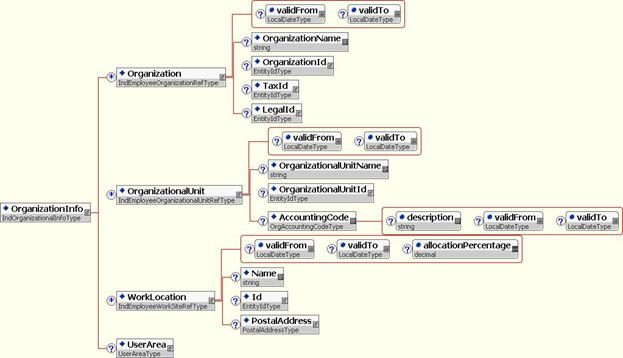 validFrom
LocalDateType
validTo
LocalDateType
OrganizationName
string
Organization
IndEmployeeOrganizationRefType
OrganizationId
EntityIdType
TaxId
EntityIdType
LegalId
EntityIdType
validFrom
LocalDateType
validTo
LocalDateType
OrganizationalUnitName
string
OrganizationalUnit
IndEmployeeOrganizationalUnitRefType
OrganizationalUnitId
EntityIdType
OrganizationInfo
IndOrganizationalInfoType
AccountingCode
OrgAccountingCodeType
description
string
validFrom
LocalDateType
validTo
LocalDateType
validFrom
LocalDateType
validTo
LocalDateType
allocationPercentage
decimal
Name
string
WorkLocation
IndEmployeeWorkSiteRefType
Id
EntityIdType
PostalAddress
PostalAddressType
UserArea
UserAreaType